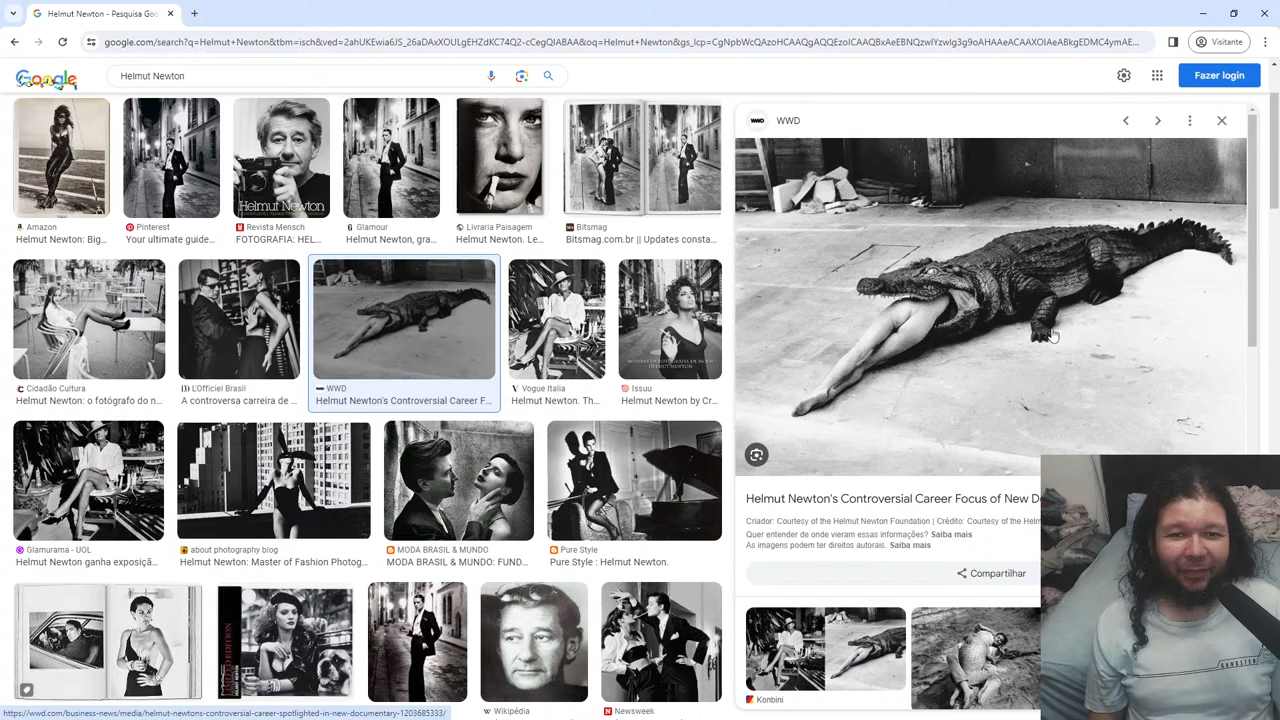 Helmut Newton - Pesquisa Goo
google.com/search?q=Helmut+Newton&tbm=isch&ved=2ahUKEwia6JS_26aDAxXOULgEHZdKC74Q2-cCegQIABAA&oq=Helmut+Newton&gs_lcp=CgNpbWcQAzoHCAAQgAQQEzoICAAQBxAeEBNQzwIYzwlg3g9oAHAAeACAAXOIAeABkgEDMC4ymAE...
Visitante
Google
Helmut Newton
Fazer login
WWD
Amazon
Helmut Newton: Big...
Pinterest
Your ultimate guide...
Helmut Newton
Revista Mensch
FOTOGRAFIA: HEL...
Glamour
Helmut Newton, gra...
Livraria Paisagem
Helmut Newton. Le...
Bitsmag
Bitsmag.com.br || Updates consta...
Cidadão Cultura
Helmut Newton: o fotógrafo do n...
L'Officiel Brasil
A controversa carreira de ...
WWD
Helmut Newton's Controversial Career F...
Vogue Italia
Helmut Newton. Th...
HELMUT NEWTON
Issuu
Helmut Newton by Cr...
Glamurama - UOL
Helmut Newton ganha exposiçã...
about photography blog
Helmut Newton: Master of Fashion Photog...
MODA BRASIL & MUNDO
MODA BRASIL & MUNDO: FUND...
Pure Style
Pure Style : Helmut Newton.
LIMITED EDITION
Wikipédia
Newsweek
Helmut Newton's Controversial Career Focus of New D
Criador: Courtesy of the Helmut Newton Foundation | Crédito: Courtesy of the Helm
Quer entender de onde vieram essas informações? Saiba mais
As imagens podem ter direitos autorais. Saiba mais
Compartilhar
Konbini
GANGSTER
https://wwd.com/business-news/media/helmut-newtons-controversial-career-spotlighted-in-new-documentary-1203685333/